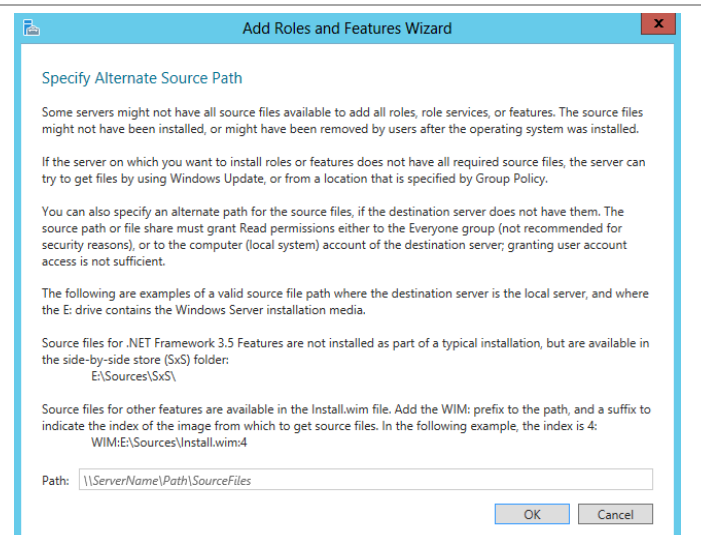 Add Roles and Features Wizard
x
Specify Alternate Source Path
Some servers might not have all source files available to add all roles, role services, or features. The source files
might not have been installed, or might have been removed by users after the operating system was installed.
If the server on which you want to install roles or features does not have all required source files, the server can
try to get files by using Windows Update, or from a location that is specified by Group Policy.
You can also specify an alternate path for the source files, if the destination server does not have them. The
source path or file share must grant Read permissions either to the Everyone group (not recommended for
security reasons), or to the computer (local system) account of the destination server; granting user account
access is not sufficient.
The following are examples of a valid source file path where the destination server is the local server, and where
the E: drive contains the Windows Server installation media.
Source files for .NET Framework 3.5 Features are not installed as part of a typical installation, but are available in
the side-by-side store (SxS) folder:
E:\Sources\SxS\
Source files for other features are available in the Install.wim file. Add the WIM: prefix to the path, and a suffix to
indicate the index of the image from which to get source files. In the following example, the index is 4:
WIM:E:\Sources\Install.wim:4
Path: \\ServerName\Path\SourceFiles
OK Cancel